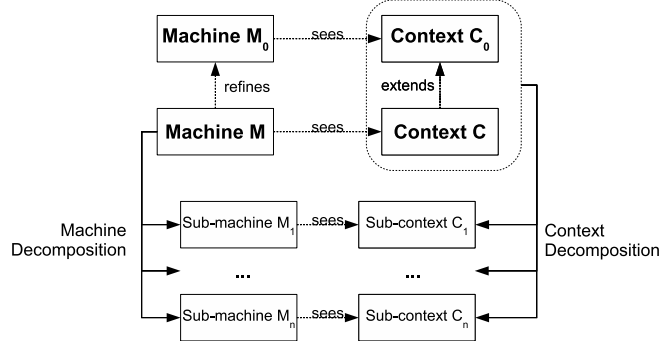 Machine M0 sees Context C0
refines extends
Machine M sees Context C
Sub-machine M1 sees Sub-context C1
Machine
Decomposition
Context
Decomposition
... ...
Sub-machine Mn sees Sub-context Cn